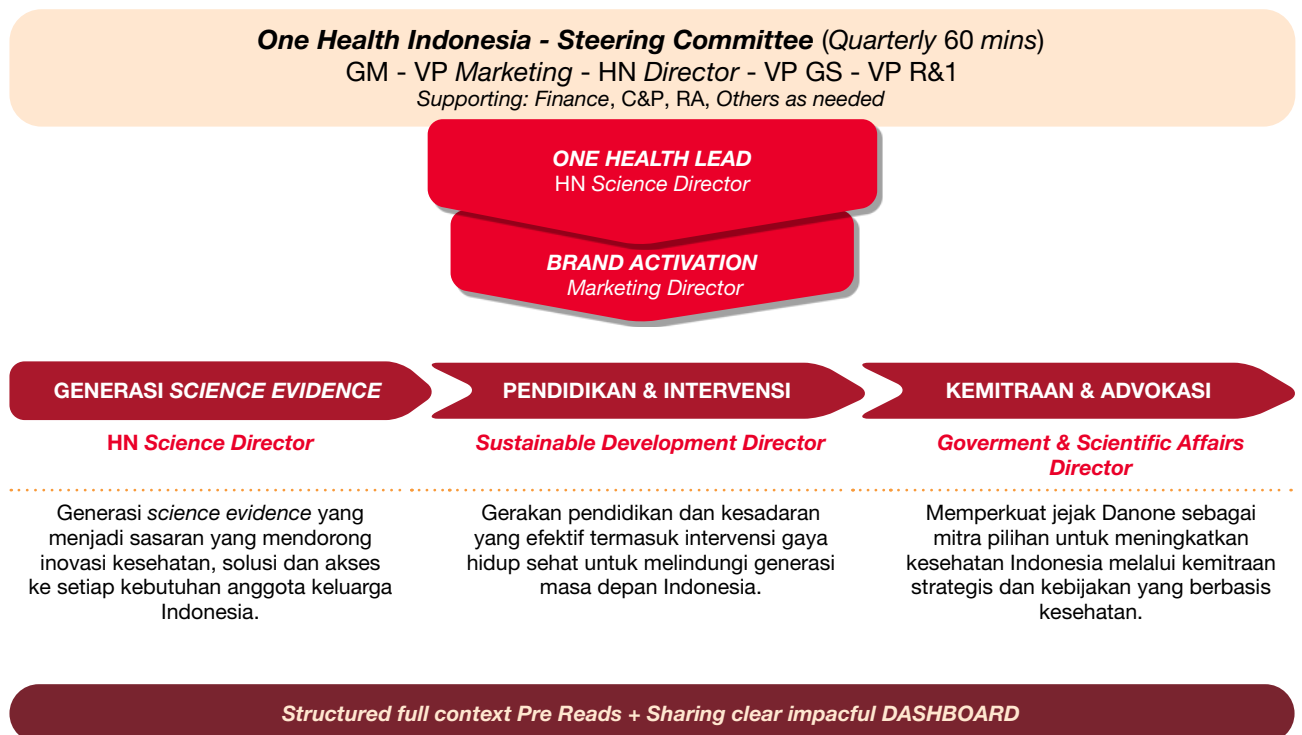 One Health Indonesia - Steering Committee (Quarterly 60 mins)
GM - VP Marketing - HN Director - VP GS - VP R&1
Supporting: Finance, C&P, RA, Others as needed
ONE HEALTH LEAD
HN Science Director
BRAND ACTIVATION
Marketing Director
GENERASI SCIENCE EVIDENCE
HN Science Director
Generasi science evidence yang
menjadi sasaran yang mendorong
inovasi kesehatan, solusi dan akses
ke setiap kebutuhan anggota keluarga
Indonesia.
PENDIDIKAN & INTERVENSI
Sustainable Development Director
Gerakan pendidikan dan kesadaran
yang efektif termasuk intervensi gaya
hidup sehat untuk melindungi generasi
masa depan Indonesia.
KEMITRAAN & ADVOKASI
Goverment & Scientific Affairs
Director
Memperkuat jejak Danone sebagai
mitra pilihan untuk meningkatkan
kesehatan Indonesia melalui kemitraan
strategis dan kebijakan yang berbasis
kesehatan.
Structured full context Pre Reads + Sharing clear impacful DASHBOARD